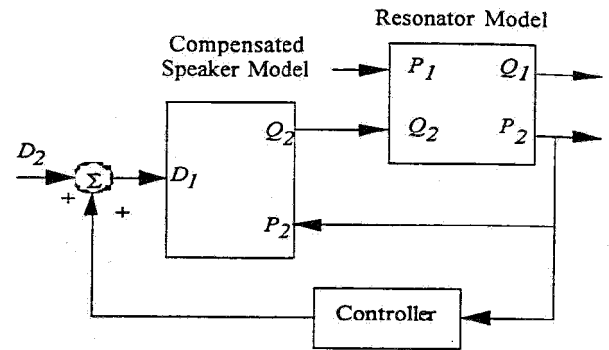 Resonator Model
Compensated
Speaker Model
P1 Q1
Q2 Q2 P2
D2 Σ D1
+ +
P2
Controller